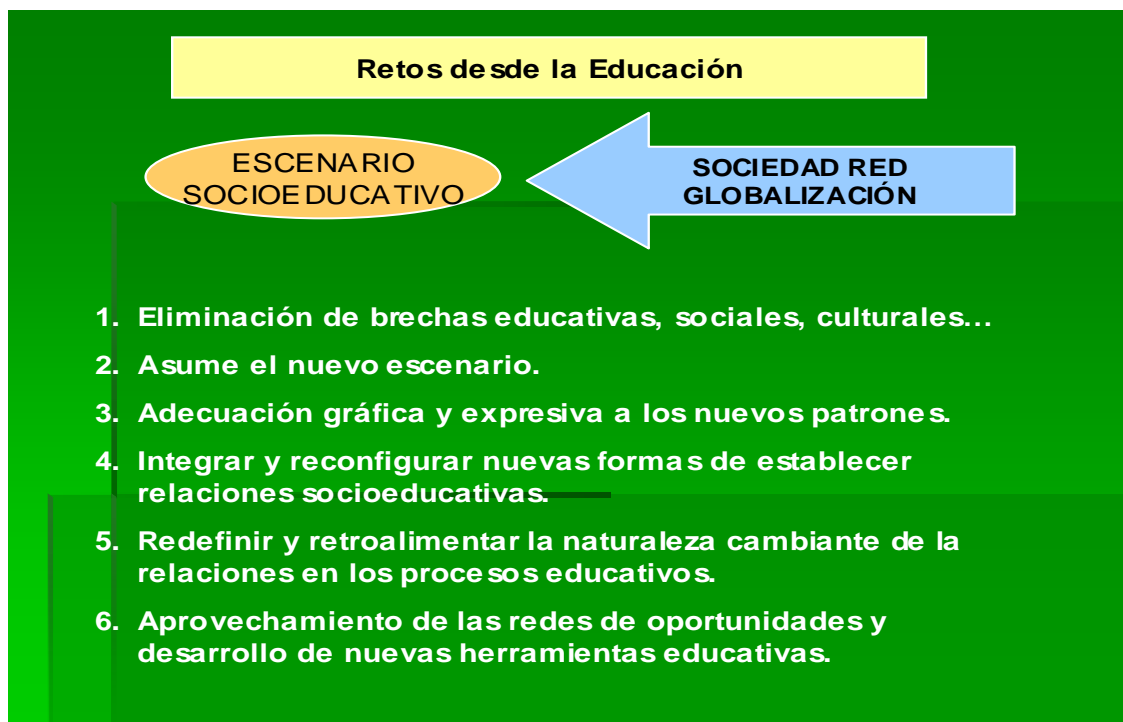 Retos desde la Educación
ESCENARIO
SOCIOEDUCATIVO
SOCIEDAD RED
GLOBALIZACIÓN
1. Eliminación de brechas educativas, sociales, culturales…
2. Asume el nuevo escenario.
3. Adecuación gráfica y expresiva a los nuevos patrones.
4. Integrar y reconfigurar nuevas formas de establecer
relaciones socioeducativas.
5. Redefinir y retroalimentar la naturaleza cambiante de la
relaciones en los procesos educativos.
6. Aprovechamiento de las redes de oportunidades y
desarrollo de nuevas herramientas educativas.